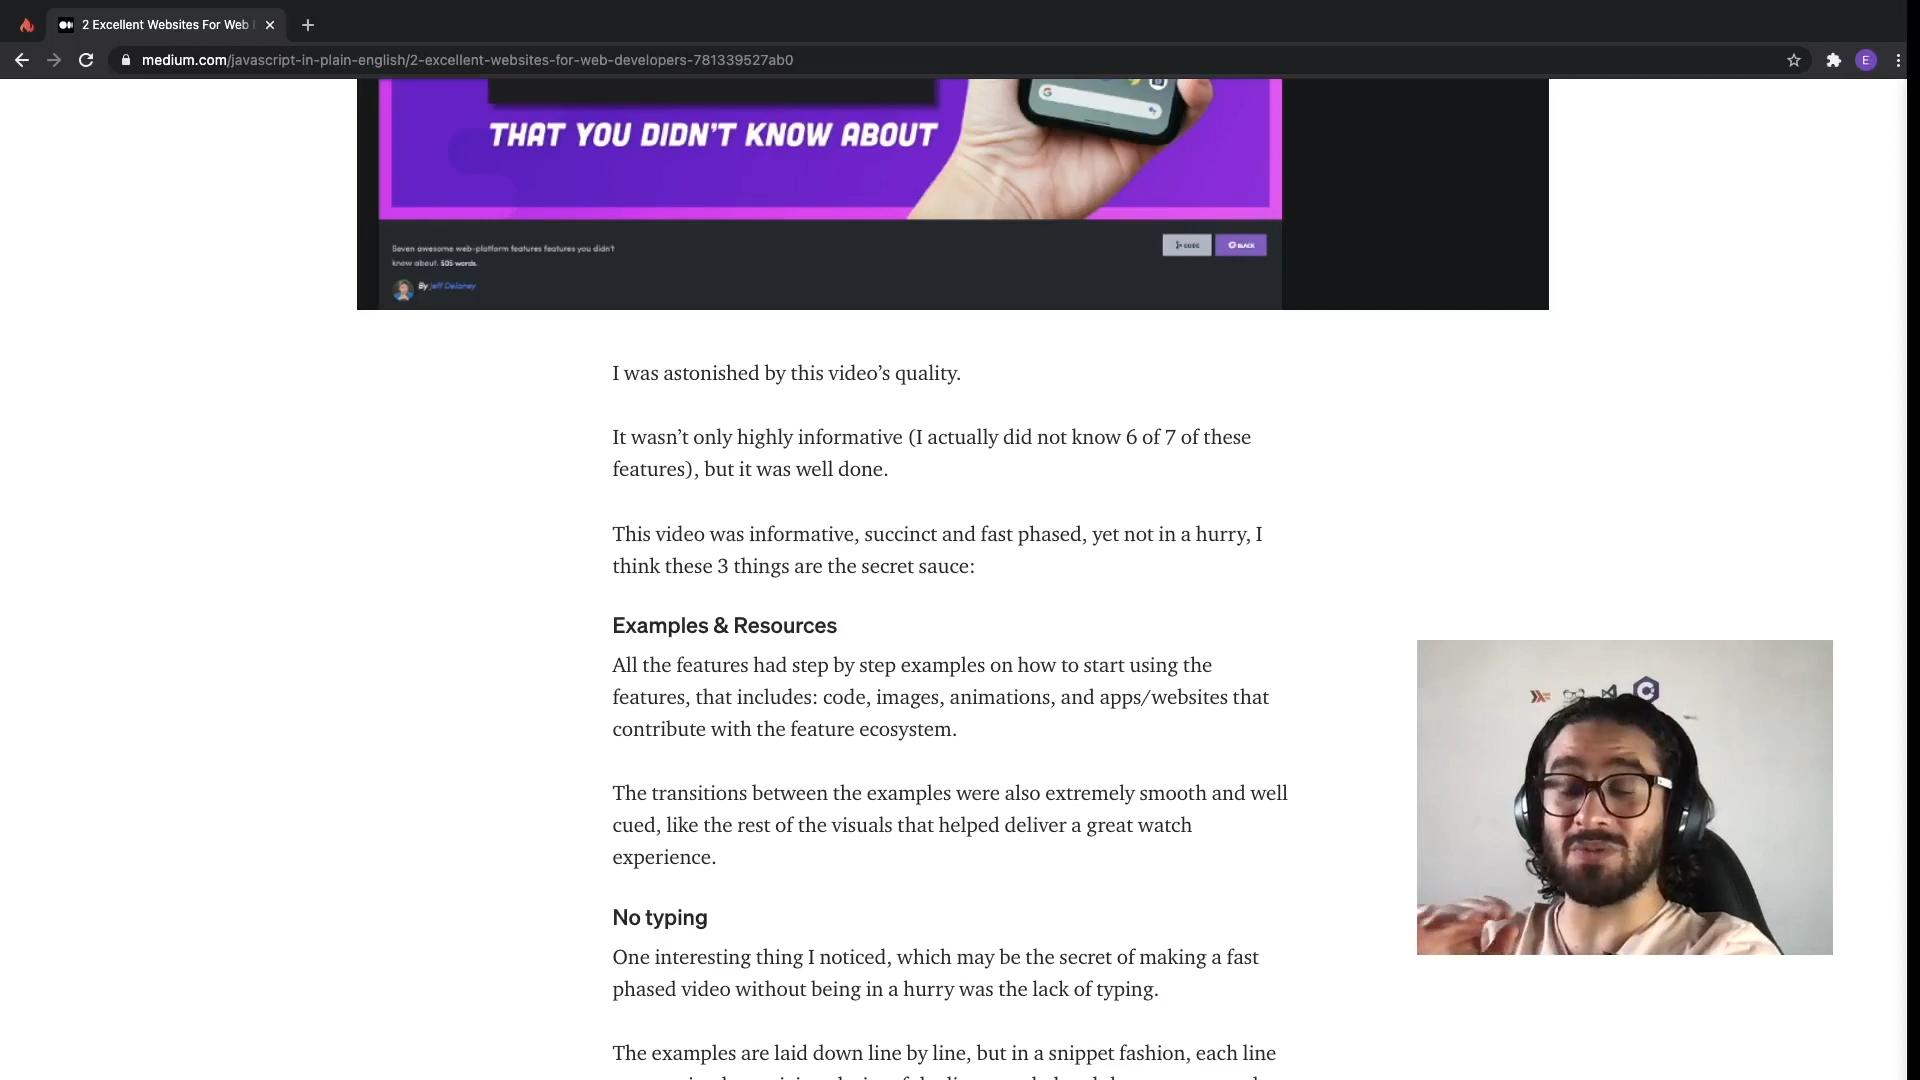 2 Excellent Websites For Web
medium.com/javascript-in-plain-english/2-excellent-websites-for-web-developers-781339527ab0
E
THAT YOU DIDN'T KNOW ABOUT
Seven awesome web-platform features features you didn't
know about. 505 words.
CODE
SLACK
By Jeff Delaney
I was astonished by this video’s quality.
It wasn’t only highly informative (I actually did not know 6 of 7 of these
features), but it was well done.
This video was informative, succinct and fast phased, yet not in a hurry, I
think these 3 things are the secret sauce:
Examples & Resources
All the features had step by step examples on how to start using the
features, that includes: code, images, animations, and apps/websites that
contribute with the feature ecosystem.
The transitions between the examples were also extremely smooth and well
cued, like the rest of the visuals that helped deliver a great watch
experience.
No typing
One interesting thing I noticed, which may be the secret of making a fast
phased video without being in a hurry was the lack of typing.
The examples are laid down line by line, but in a snippet fashion, each line